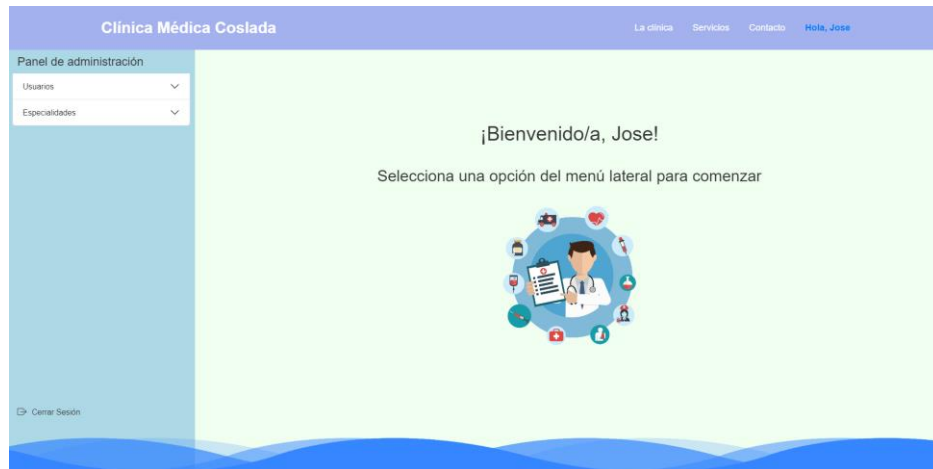 Clínica Médica Coslada
La clínica Servicios Contacto Hola, Jose
Panel de administración
Usuarios
Especialidades
¡Bienvenido/a, Jose!
Selecciona una opción del menú lateral para comenzar
Cerrar Sesión